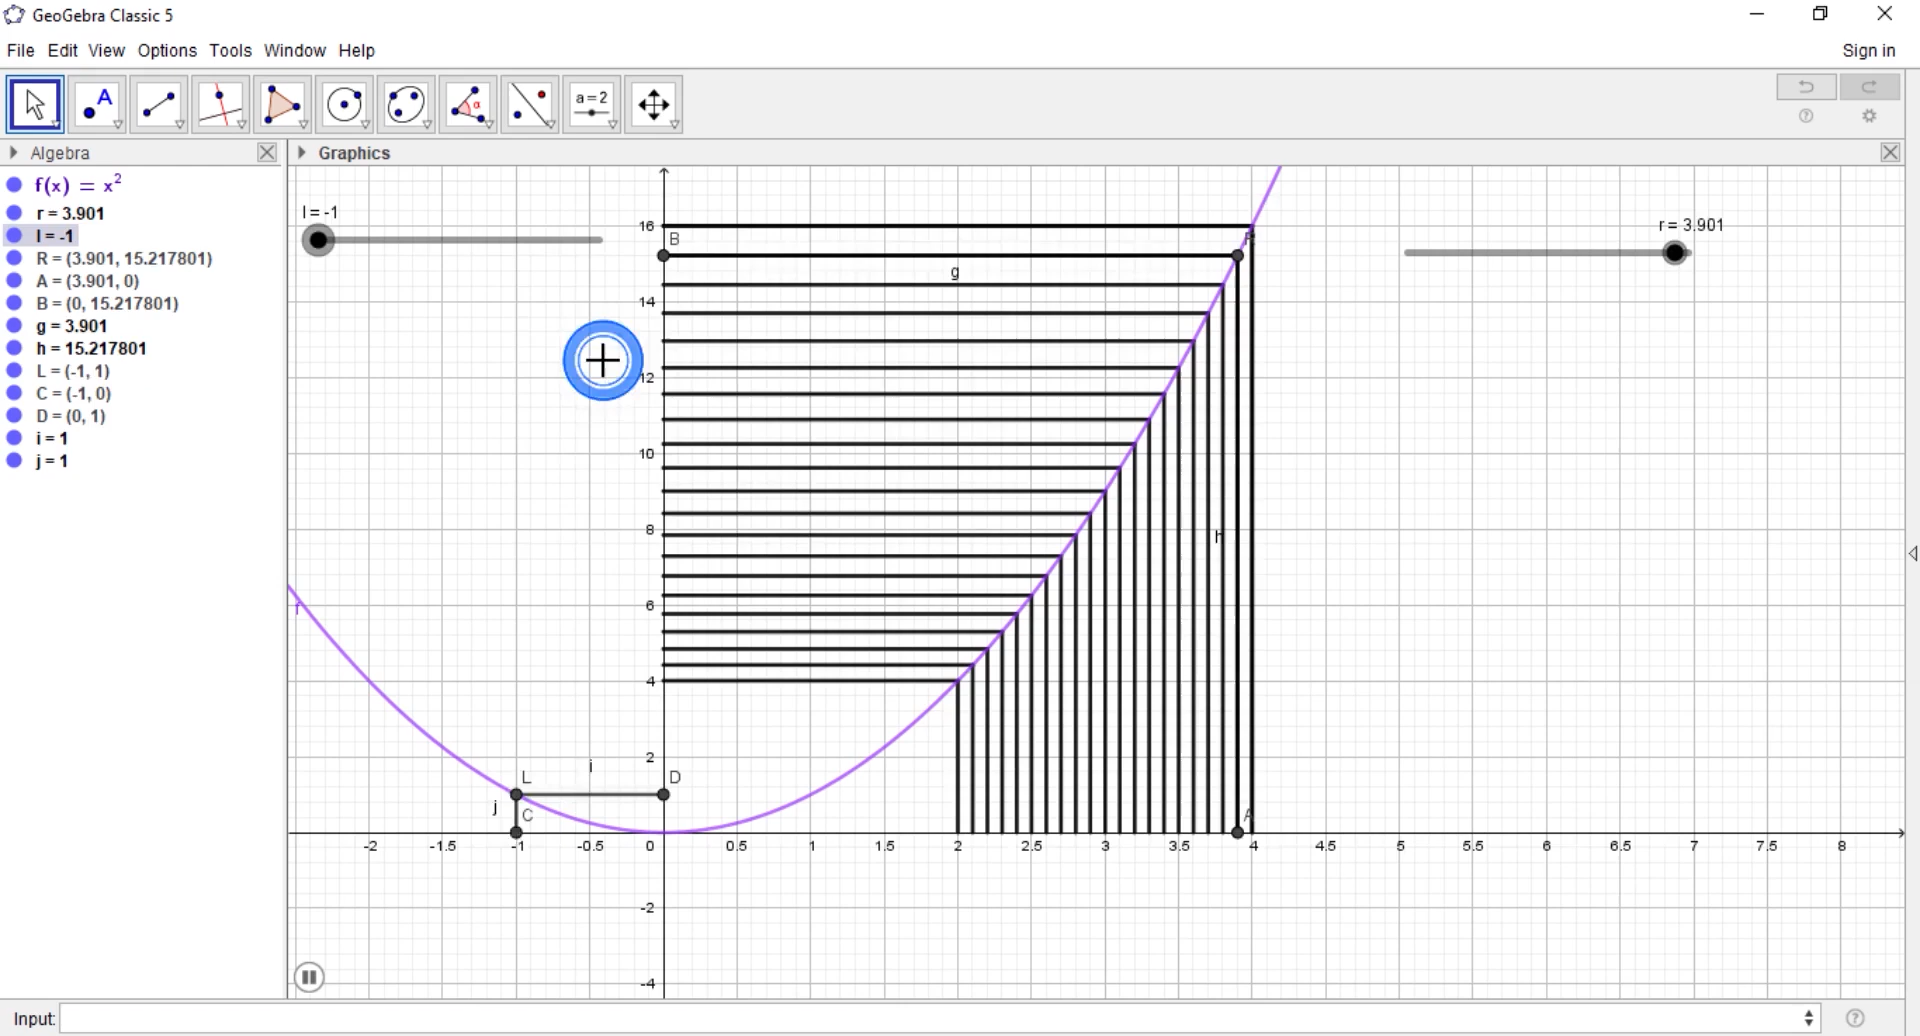 GeoGebra Classic 5
File Edit View Options Tools Window Help
Sign in
A
α
a=2
Algebra
Graphics
f(x) = x²
r = 3.901
l = -1
R = (3.901, 15.217801)
A = (3.901, 0)
B = (0, 15.217801)
g = 3.901
h = 15.217801
L = (-1, 1)
C = (-1, 0)
D = (0, 1)
i = 1
j = 1
l = -1
r = 3.901
16
B
g
14
12
10
h
8
f
6
4
2
i
L
D
j
C
A
-2 -1.5 -1 -0.5 0 0.5 1 1.5 2 2.5 3 3.5 4 4.5 5 5.5 6 6.5 7 7.5 8
-2
-4
Input: